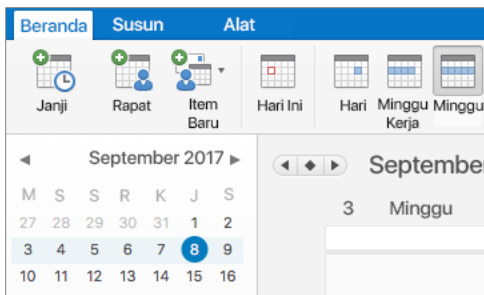 Beranda Susun Alat
Janji Rapat Item Baru Hari Ini Hari Minggu Kerja Minggu
September 2017
M S S R K J S
27 28 29 30 31 1 2
3 4 5 6 7 8 9
10 11 12 13 14 15 16
September
3 Minggu